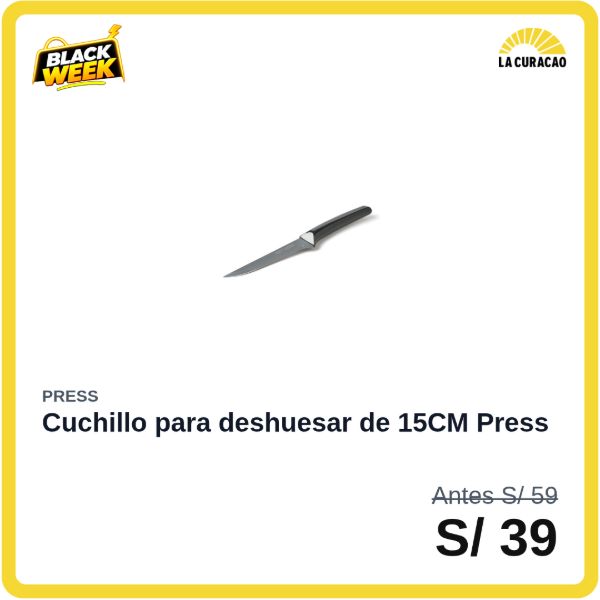 BLACK
WEEK
LA CURACAO
PRESS
Cuchillo para deshuesar de 15CM Press
Antes S/ 59
S/ 39